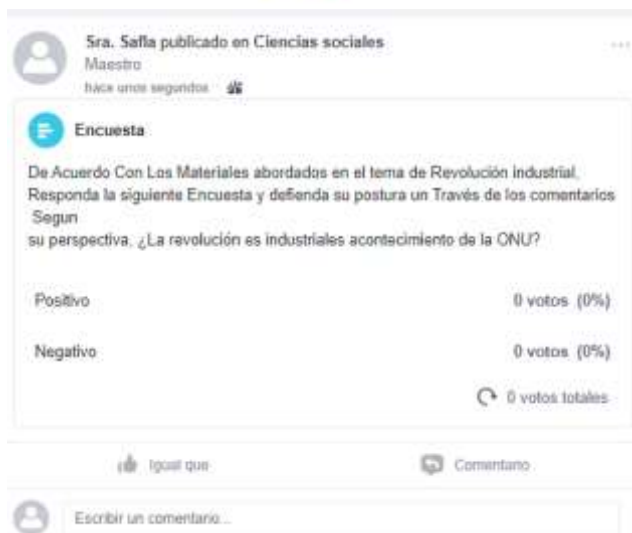 Sra. Safla publicado en Ciencias sociales
Maestro
hace unos segundos
Encuesta
De Acuerdo Con Los Materiales abordados en el tema de Revolución industrial,
Responda la siguiente Encuesta y defienda su postura un Través de los comentarios
Segun
su perspectiva, ¿La revolución es industriales acontecimiento de la ONU?
Positivo 0 votos (0%)
Negativo 0 votos (0%)
0 votos totales
Igual que Comentario
Escribir un comentario...